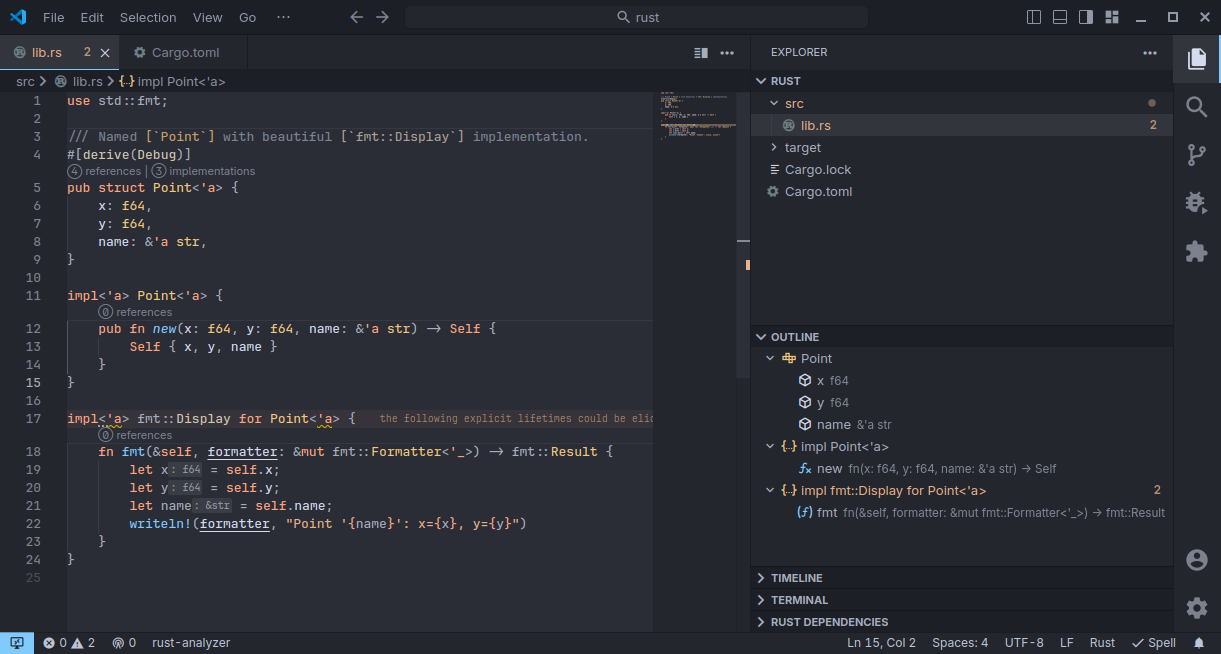 File Edit Selection View Go ··· rust
lib.rs 2 Cargo.toml
src > lib.rs > {} impl Point<'a>
1 use std::fmt;
2
3 /// Named [`Point`] with beautiful [`fmt::Display`] implementation.
4 #[derive(Debug)]
4 references | 3 implementations
5 pub struct Point<'a> {
6 x: f64,
7 y: f64,
8 name: &'a str,
9 }
10
11 impl<'a> Point<'a> {
0 references
12 pub fn new(x: f64, y: f64, name: &'a str) -> Self {
13 Self { x, y, name }
14 }
15 }
16
17 impl<'a> fmt::Display for Point<'a> { the following explicit lifetimes could be elid
0 references
18 fn fmt(&self, formatter: &mut fmt::Formatter<'_>) -> fmt::Result {
19 let x: f64 = self.x;
20 let y: f64 = self.y;
21 let name: &str = self.name;
22 writeln!(formatter, "Point '{name}': x={x}, y={y}")
23 }
24 }
25
EXPLORER
RUST
src
lib.rs 2
target
Cargo.lock
Cargo.toml
OUTLINE
Point
x f64
y f64
name &'a str
{} impl Point<'a>
new fn(x: f64, y: f64, name: &'a str) -> Self
{} impl fmt::Display for Point<'a> 2
fmt fn(&self, formatter: &mut fmt::Formatter<'_>) -> fmt::Result
TIMELINE
TERMINAL
RUST DEPENDENCIES
0 2 0 rust-analyzer Ln 15, Col 2 Spaces: 4 UTF-8 LF Rust Spell